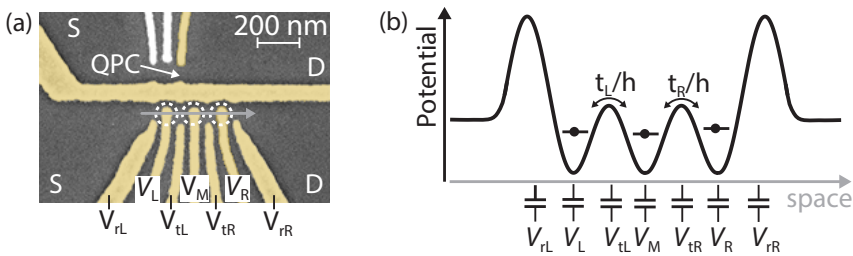 (a)
S
200 nm
QPC
D
S
V_L
V_M
V_R
D
V_rL
V_tL
V_tR
V_rR
(b)
Potential
t_L/h
t_R/h
space
V_rL V_L V_tL V_M V_tR V_R V_rR